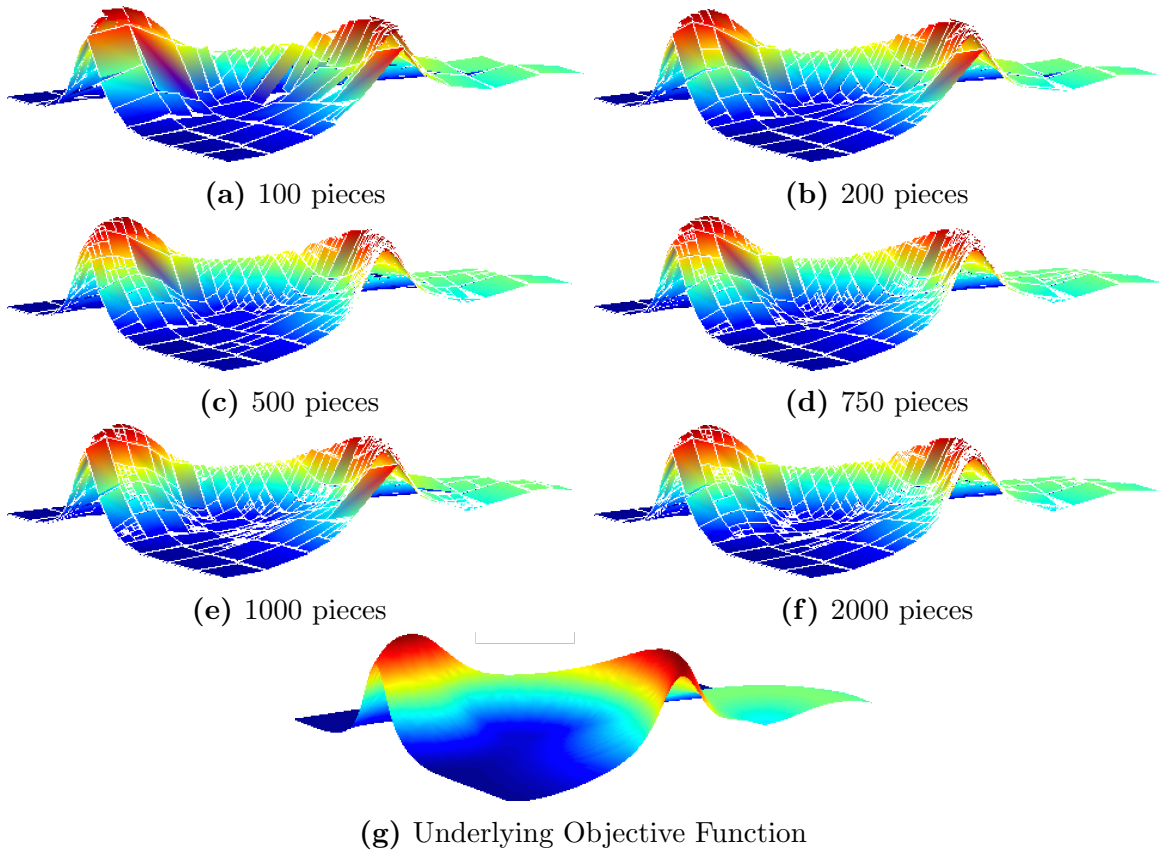 (a) 100 pieces
(b) 200 pieces
(c) 500 pieces
(d) 750 pieces
(e) 1000 pieces
(f) 2000 pieces
(g) Underlying Objective Function